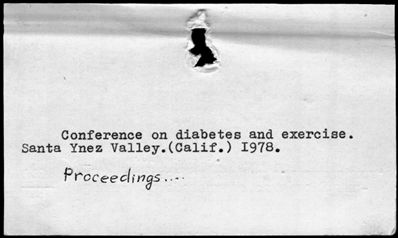 Conference on diabetes and exercise.
Santa Ynez Valley.(Calif.) 1978.
Proceedings....